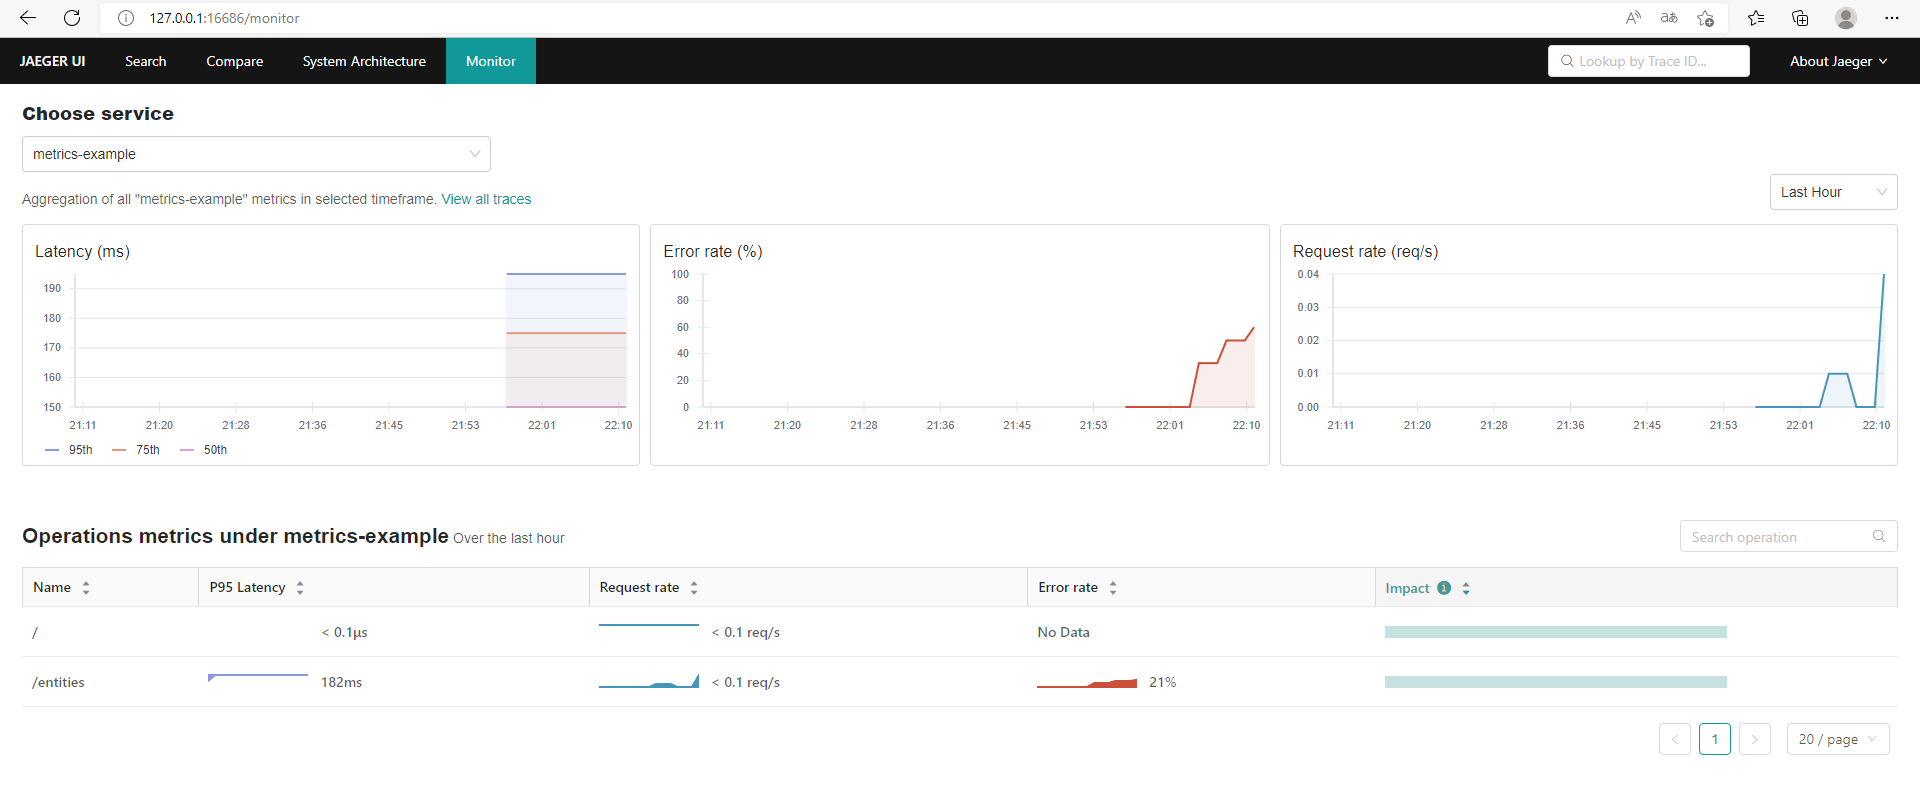 127.0.0.1:16686/monitor
JAEGER UI Search Compare System Architecture Monitor Lookup by Trace ID... About Jaeger
Choose service
metrics-example
Aggregation of all "metrics-example" metrics in selected timeframe. View all traces
Last Hour
Latency (ms)
190
180
170
160
150
21:11 21:20 21:28 21:36 21:45 21:53 22:01 22:10
95th 75th 50th
Error rate (%)
100
80
60
40
20
0
21:11 21:20 21:28 21:36 21:45 21:53 22:01 22:10
Request rate (req/s)
0.04
0.03
0.02
0.01
0.00
21:11 21:20 21:28 21:36 21:45 21:53 22:01 22:10
Operations metrics under metrics-example Over the last hour
Search operation
Name P95 Latency Request rate Error rate Impact
/ < 0.1μs < 0.1 req/s No Data
/entities 182ms < 0.1 req/s 21%
< 1 > 20 / page